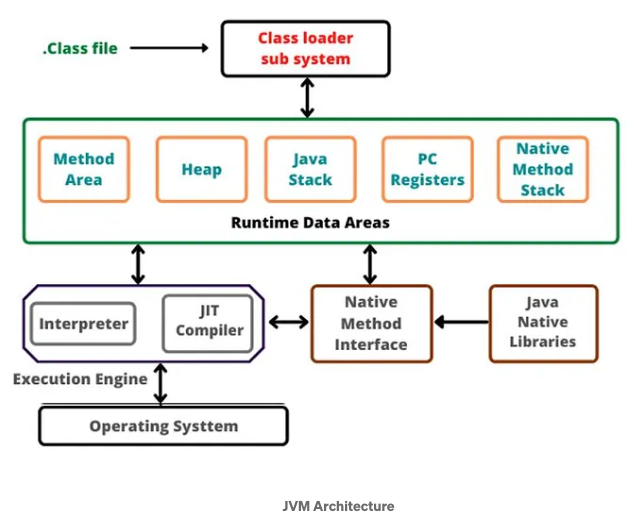 .Class file
Class loader
sub system
Method
Area
Heap
Java
Stack
PC
Registers
Native
Method
Stack
Runtime Data Areas
Interpreter
JIT
Compiler
Native
Method
Interface
Java
Native
Libraries
Execution Engine
Operating Systtem
JVM Architecture